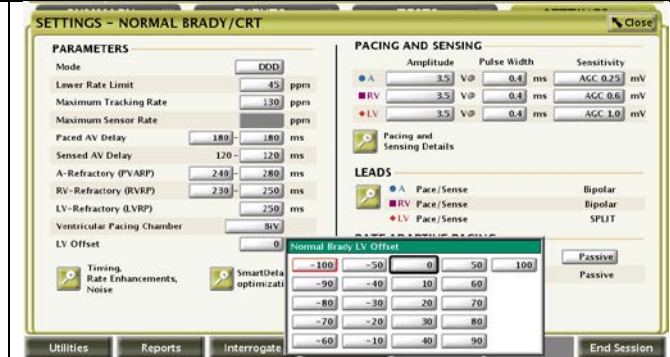 SETTINGS - NORMAL BRADY/CRT
Close
PARAMETERS
Mode DDD
Lower Rate Limit 45 ppm
Maximum Tracking Rate 130 ppm
Maximum Sensor Rate ppm
Paced AV Delay 180 - 180 ms
Sensed AV Delay 120 - 120 ms
A-Refractory (PVARP) 240 - 280 ms
RV-Refractory (RVRP) 230 - 250 ms
LV-Refractory (LVRP) 250 ms
Ventricular Pacing Chamber BiV
LV Offset 0
Timing,
Rate Enhancements,
Noise
SmartDela
optimizati
PACING AND SENSING
Amplitude Pulse Width Sensitivity
A 3.5 V@ 0.4 ms AGC 0.25 mV
RV 3.5 V@ 0.4 ms AGC 0.6 mV
LV 3.5 V@ 0.4 ms AGC 1.0 mV
Pacing and
Sensing Details
LEADS
A Pace/Sense Bipolar
RV Pace/Sense Bipolar
LV Pace/Sense SPLIT
RATE ADAPTIVE PACING
Passive
Passive
Normal Brady LV Offset
-100 -50 0 50 100
-90 -40 10 60
-80 -30 20 70
-70 -20 30 80
-60 -10 40 90
Utilities Reports Interrogate End Session